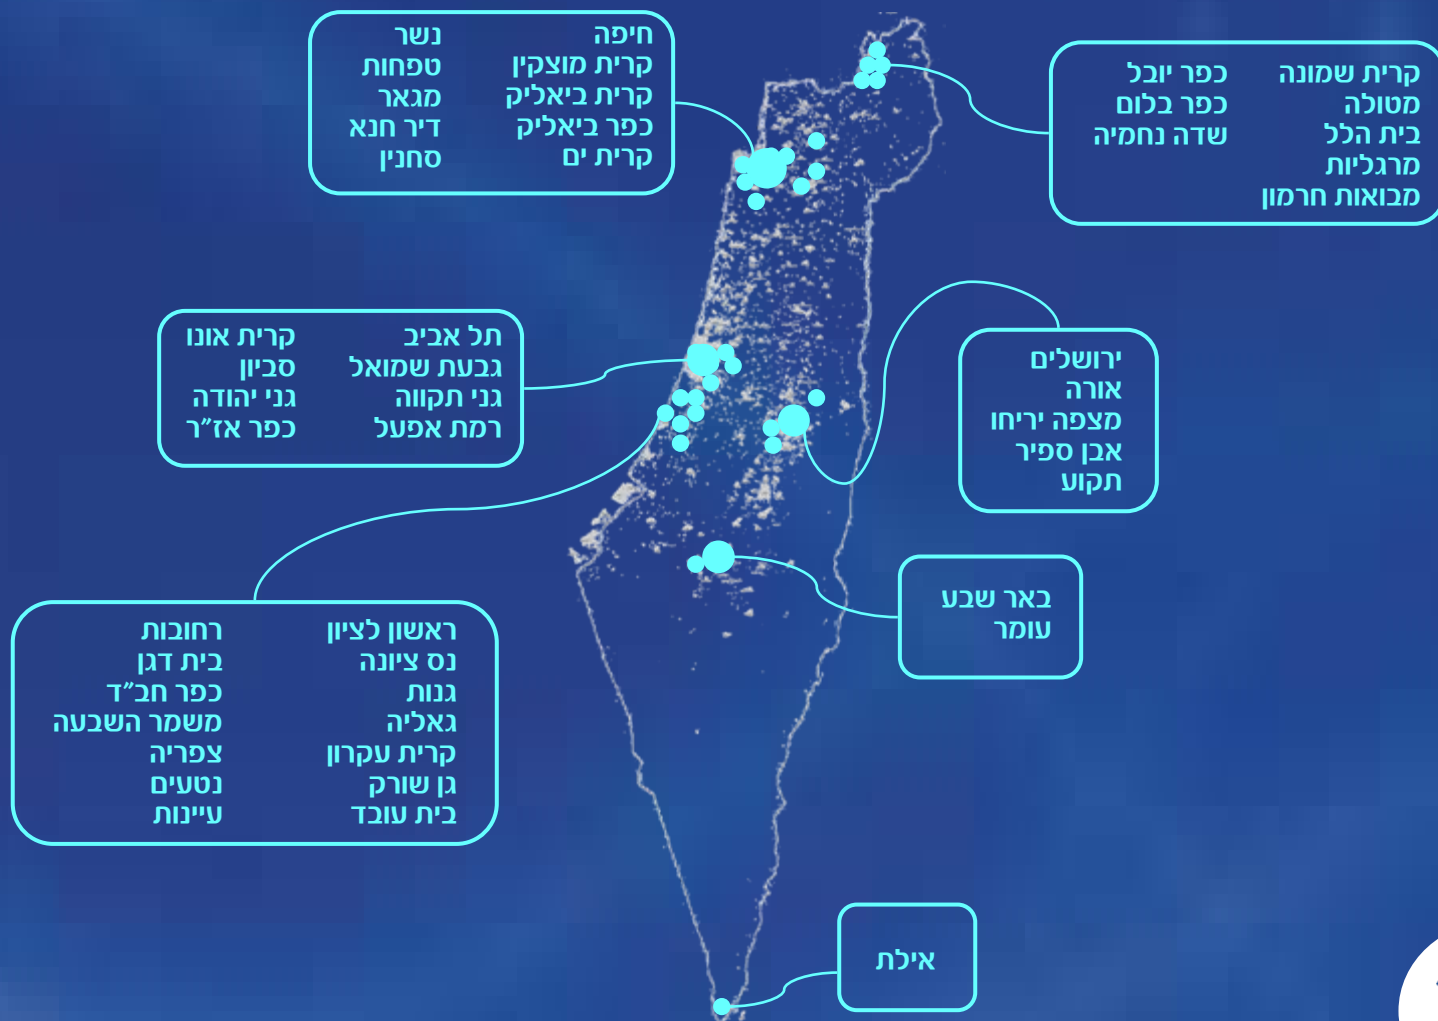 חיפה
קרית מוצקין
קרית ביאליק
כפר ביאליק
קרית ים
נשר
טפחות
מגאר
דיר חנא
סחנין
קרית שמונה
מטולה
בית הלל
מרגליות
מבואות חרמון
כפר יובל
כפר בלום
שדה נחמיה
תל אביב
גבעת שמואל
גני תקווה
רמת אפעל
קרית אונו
סביון
גני יהודה
כפר אז״ר
ירושלים
אורה
מצפה יריחו
אבן ספיר
תקוע
באר שבע
עומר
ראשון לציון
נס ציונה
גנות
גאליה
קרית עקרון
גן שורק
בית עובד
רחובות
בית דגן
כפר חב״ד
משמר השבעה
צפריה
נטעים
עיינות
אילת